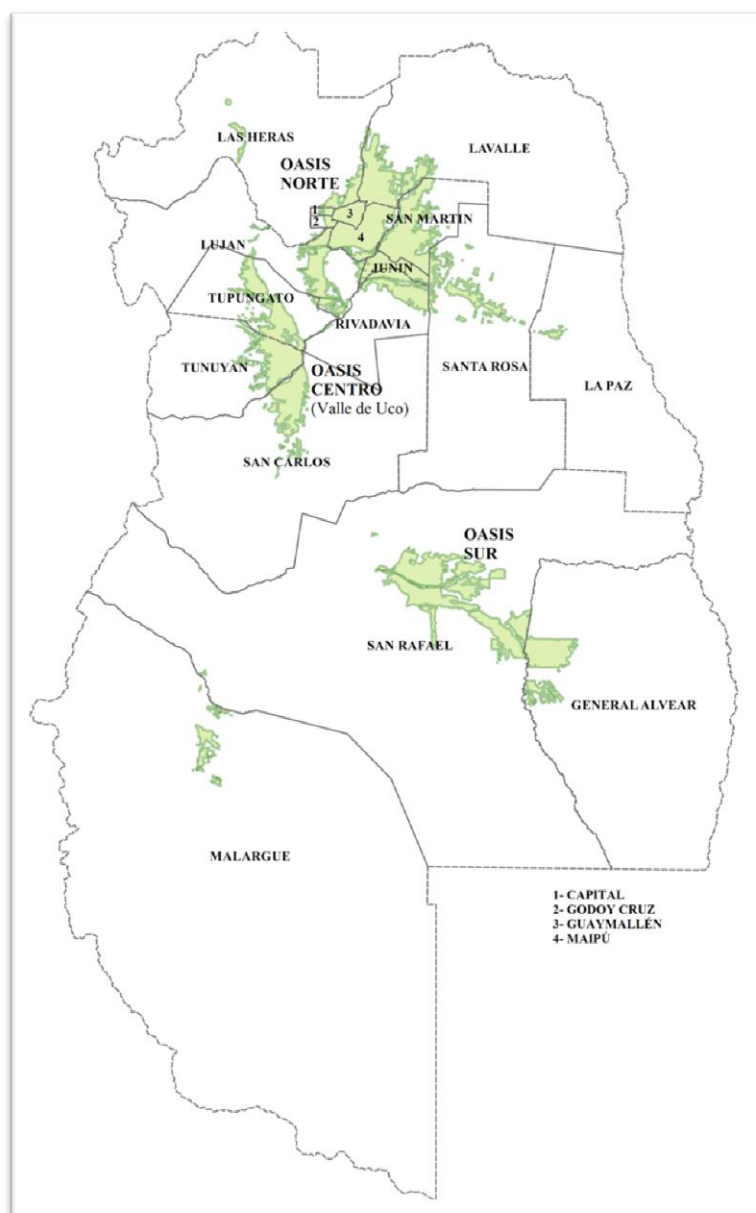 LAS HERAS
LAVALLE
OASIS
NORTE
1
3
2
SAN MARTIN
4
LUJAN
JUNIN
TUPUNGATO
RIVADAVIA
TUNUYAN
OASIS
CENTRO
(Valle de Uco)
SANTA ROSA
LA PAZ
SAN CARLOS
OASIS
SUR
SAN RAFAEL
GENERAL ALVEAR
MALARGUE
1- CAPITAL
2- GODOY CRUZ
3- GUAYMALLÉN
4- MAIPÚ